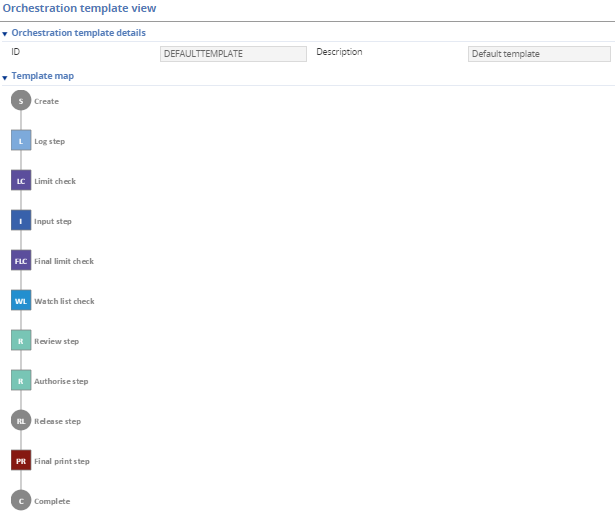 Orchestration template view
Orchestration template details
ID DEFAULTTEMPLATE Description Default template
Template map
S Create
L Log step
LC Limit check
I Input step
FLC Final limit check
WL Watch list check
R Review step
R Authorise step
RL Release step
PR Final print step
C Complete